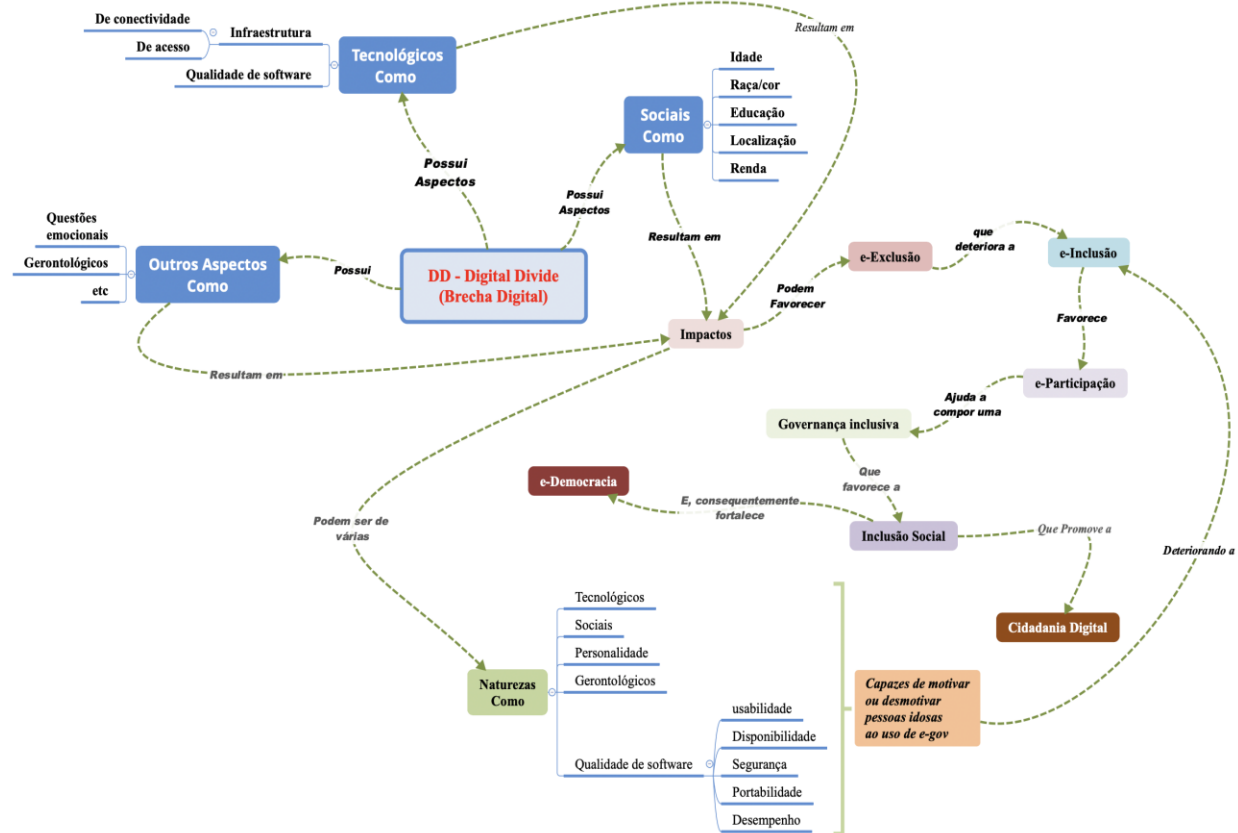 De conectividade
De acesso
Infraestrutura
Qualidade de software
Tecnológicos
Como
Resultam em
Idade
Raça/cor
Educação
Localização
Renda
Sociais
Como
Possui
Aspectos
Possui
Aspectos
Questões
emocionais
Gerontológicos
etc
Outros Aspectos
Como
Possui
DD - Digital Divide
(Brecha Digital)
Resultam em
Resultam em
Impactos
Podem
Favorecer
e-Exclusão
que
deteriora a
e-Inclusão
Favorece
e-Participação
Ajuda a
compor uma
Governança inclusiva
Que
favorece a
e-Democracia
E, consequentemente
fortalece
Inclusão Social
Que Promove a
Cidadania Digital
Deteriorando a
Podem ser de
várias
Naturezas
Como
Tecnológicos
Sociais
Personalidade
Gerontológicos
Qualidade de software
usabilidade
Disponibilidade
Segurança
Portabilidade
Desempenho
Capazes de motivar
ou desmotivar
pessoas idosas
ao uso de e-gov